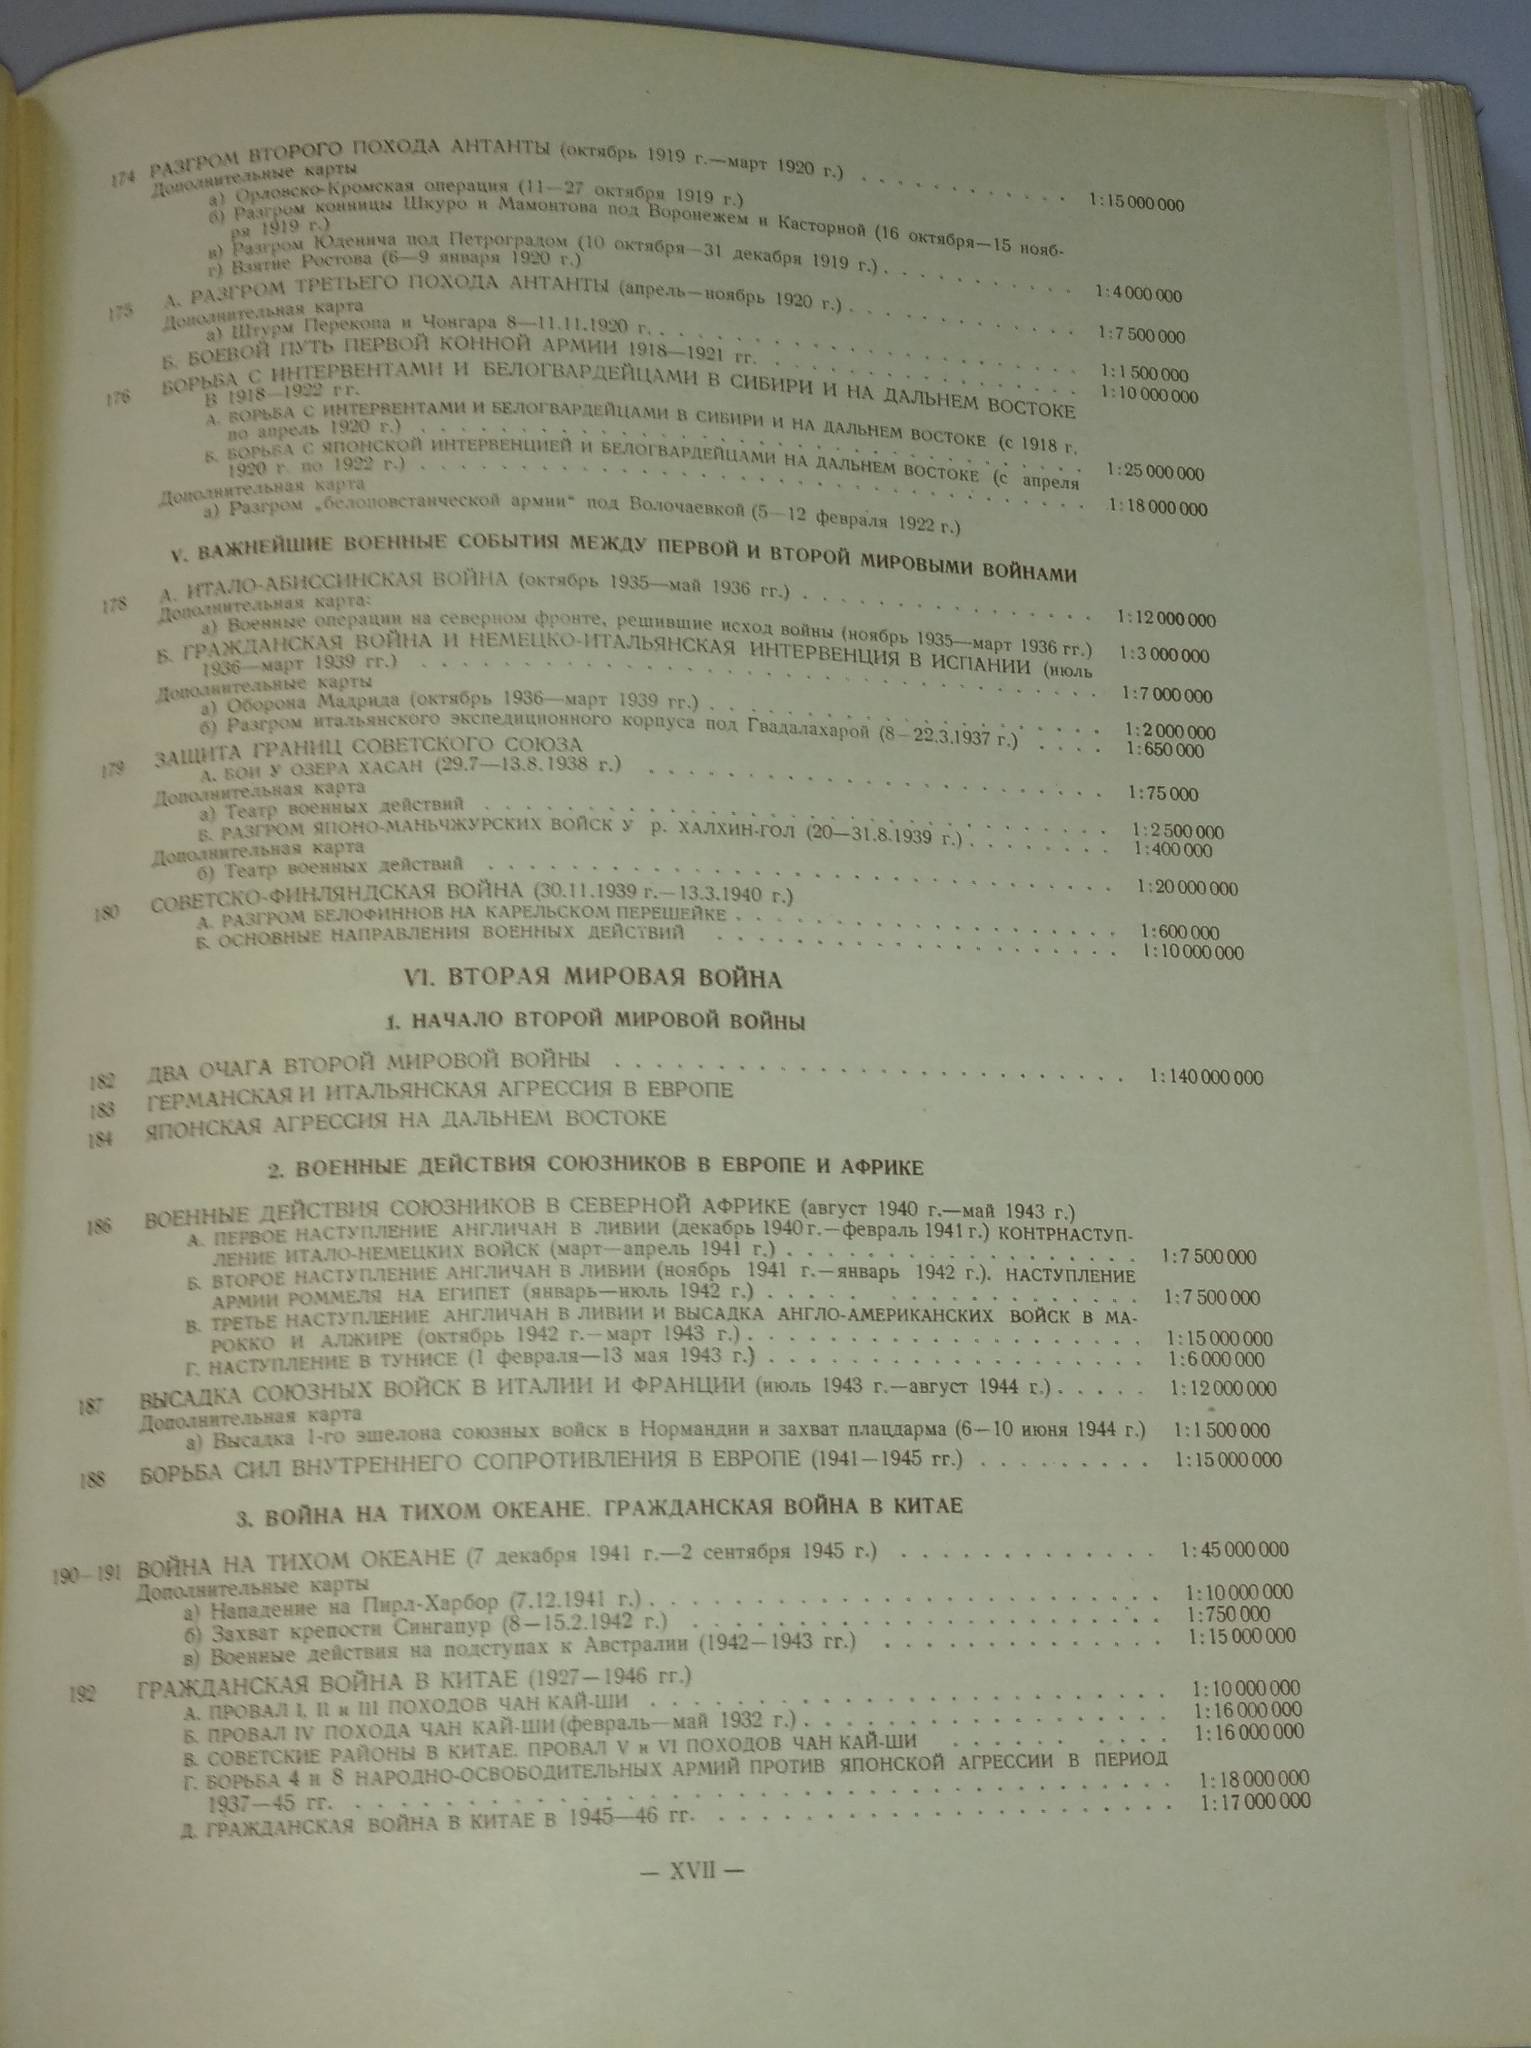 174 РАЗГРОМ ВТОРОГО ПОХОДА АНТАНТЫ (октябрь 1919 г.—март 1920 г.) . . . . . . . . . . . 1:15 000 000
Дополнительные карты
а) Орловско-Кромская операция (11—27 октября 1919 г.)
б) Разгром конницы Шкуро и Мамонтова под Воронежем и Касторной (16 октября—15 нояб-
ря 1919 г.)
в) Разгром Юденича под Петроградом (10 октября—31 декабря 1919 г.) . . . . . . . . . . 1:4 000 000
г) Взятие Ростова (6—9 января 1920 г.)
175 А. РАЗГРОМ ТРЕТЬЕГО ПОХОДА АНТАНТЫ (апрель—ноябрь 1920 г.) . . . . . . . . . . . . 1:7 500 000
Дополнительная карта
а) Штурм Перекопа и Чонгара 8—11.11.1920 г. . . . . . . . . . . . . . . . . . . . 1:1 500 000
Б. БОЕВОЙ ПУТЬ ПЕРВОЙ КОННОЙ АРМИИ 1918—1921 гг. . . . . . . . . . . . . . . . . 1:10 000 000
176 БОРЬБА С ИНТЕРВЕНТАМИ И БЕЛОГВАРДЕЙЦАМИ В СИБИРИ И НА ДАЛЬНЕМ ВОСТОКЕ
В 1918—1922 гг.
А. БОРЬБА С ИНТЕРВЕНТАМИ И БЕЛОГВАРДЕЙЦАМИ В СИБИРИ И НА ДАЛЬНЕМ ВОСТОКЕ (с 1918 г.
по апрель 1920 г.) . . . . . . . . . . . . . . . . . . . . . . . . . . 1:25 000 000
Б. БОРЬБА С ЯПОНСКОЙ ИНТЕРВЕНЦИЕЙ И БЕЛОГВАРДЕЙЦАМИ НА ДАЛЬНЕМ ВОСТОКЕ (с апреля
1920 г. по 1922 г.) . . . . . . . . . . . . . . . . . . . . . . . . . . 1:18 000 000
Дополнительная карта
а) Разгром „белоповстанческой армии“ под Волочаевкой (5—12 февраля 1922 г.)
V. ВАЖНЕЙШИЕ ВОЕННЫЕ СОБЫТИЯ МЕЖДУ ПЕРВОЙ И ВТОРОЙ МИРОВЫМИ ВОЙНАМИ
178 А. ИТАЛО-АБИССИНСКАЯ ВОЙНА (октябрь 1935—май 1936 гг.) . . . . . . . . . . . . . . 1:12 000 000
Дополнительная карта:
а) Военные операции на северном фронте, решившие исход войны (ноябрь 1935—март 1936 гг.) 1:3 000 000
Б. ГРАЖДАНСКАЯ ВОЙНА И НЕМЕЦКО-ИТАЛЬЯНСКАЯ ИНТЕРВЕНЦИЯ В ИСПАНИИ (июль
1936—март 1939 гг.) . . . . . . . . . . . . . . . . . . . . . . . . . . 1:7 000 000
Дополнительные карты
а) Оборона Мадрида (октябрь 1936—март 1939 гг.) . . . . . . . . . . . . . . . . . 1:2 000 000
б) Разгром итальянского экспедиционного корпуса под Гвадалахарой (8—22.3.1937 г.) . . . . 1:650 000
179 ЗАЩИТА ГРАНИЦ СОВЕТСКОГО СОЮЗА
А. БОИ У ОЗЕРА ХАСАН (29.7—13.8.1938 г.) . . . . . . . . . . . . . . . . . . . . 1:75 000
Дополнительная карта
а) Театр военных действий . . . . . . . . . . . . . . . . . . . . . . . . . . 1:2 500 000
Б. РАЗГРОМ ЯПОНО-МАНЬЧЖУРСКИХ ВОЙСК У р. ХАЛХИН-ГОЛ (20—31.8.1939 г.) . . . . . . . . 1:400 000
Дополнительная карта
б) Театр военных действий . . . . . . . . . . . . . . . . . . . . . . . . . . 1:20 000 000
180 СОВЕТСКО-ФИНЛЯНДСКАЯ ВОЙНА (30.11.1939 г.—13.3.1940 г.)
А. РАЗГРОМ БЕЛОФИННОВ НА КАРЕЛЬСКОМ ПЕРЕШЕЙКЕ . . . . . . . . . . . . . . . . . . 1:600 000
Б. ОСНОВНЫЕ НАПРАВЛЕНИЯ ВОЕННЫХ ДЕЙСТВИЙ . . . . . . . . . . . . . . . . . . 1:10 000 000
VI. ВТОРАЯ МИРОВАЯ ВОЙНА
1. НАЧАЛО ВТОРОЙ МИРОВОЙ ВОЙНЫ
182 ДВА ОЧАГА ВТОРОЙ МИРОВОЙ ВОЙНЫ . . . . . . . . . . . . . . . . . . . . . . 1:140 000 000
183 ГЕРМАНСКАЯ И ИТАЛЬЯНСКАЯ АГРЕССИЯ В ЕВРОПЕ
184 ЯПОНСКАЯ АГРЕССИЯ НА ДАЛЬНЕМ ВОСТОКЕ
2. ВОЕННЫЕ ДЕЙСТВИЯ СОЮЗНИКОВ В ЕВРОПЕ И АФРИКЕ
186 ВОЕННЫЕ ДЕЙСТВИЯ СОЮЗНИКОВ В СЕВЕРНОЙ АФРИКЕ (август 1940 г.—май 1943 г.)
А. ПЕРВОЕ НАСТУПЛЕНИЕ АНГЛИЧАН В ЛИВИИ (декабрь 1940 г.—февраль 1941 г.) КОНТРНАСТУП-
ЛЕНИЕ ИТАЛО-НЕМЕЦКИХ ВОЙСК (март—апрель 1941 г.) . . . . . . . . . . . . . . . 1:7 500 000
Б. ВТОРОЕ НАСТУПЛЕНИЕ АНГЛИЧАН В ЛИВИИ (ноябрь 1941 г.—январь 1942 г.). НАСТУПЛЕНИЕ
АРМИИ РОММЕЛЯ НА ЕГИПЕТ (январь—июль 1942 г.) . . . . . . . . . . . . . . . . 1:7 500 000
В. ТРЕТЬЕ НАСТУПЛЕНИЕ АНГЛИЧАН В ЛИВИИ И ВЫСАДКА АНГЛО-АМЕРИКАНСКИХ ВОЙСК В МА-
РОККО И АЛЖИРЕ (октябрь 1942 г.—март 1943 г.) . . . . . . . . . . . . . . . . . 1:15 000 000
Г. НАСТУПЛЕНИЕ В ТУНИСЕ (1 февраля—13 мая 1943 г.) . . . . . . . . . . . . . . . . 1:6 000 000
187 ВЫСАДКА СОЮЗНЫХ ВОЙСК В ИТАЛИИ И ФРАНЦИИ (июль 1943 г.—август 1944 г.) . . . . . 1:12 000 000
Дополнительная карта
а) Высадка 1-го эшелона союзных войск в Нормандии и захват плацдарма (6—10 июня 1944 г.) 1:1 500 000
188 БОРЬБА СИЛ ВНУТРЕННЕГО СОПРОТИВЛЕНИЯ В ЕВРОПЕ (1941—1945 гг.) . . . . . . . . . 1:15 000 000
3. ВОЙНА НА ТИХОМ ОКЕАНЕ. ГРАЖДАНСКАЯ ВОЙНА В КИТАЕ
190—191 ВОЙНА НА ТИХОМ ОКЕАНЕ (7 декабря 1941 г.—2 сентября 1945 г.) . . . . . . . . . . . . . 1:45 000 000
Дополнительные карты
а) Нападение на Пирл-Харбор (7.12.1941 г.) . . . . . . . . . . . . . . . . . . . . 1:10 000 000
б) Захват крепости Сингапур (8—15.2.1942 г.) . . . . . . . . . . . . . . . . . . . 1:750 000
в) Военные действия на подступах к Австралии (1942—1943 гг.) . . . . . . . . . . . . 1:15 000 000
192 ГРАЖДАНСКАЯ ВОЙНА В КИТАЕ (1927—1946 гг.)
А. ПРОВАЛ I, II и III ПОХОДОВ ЧАН КАЙ-ШИ . . . . . . . . . . . . . . . . . . . . 1:10 000 000
Б. ПРОВАЛ IV ПОХОДА ЧАН КАЙ-ШИ (февраль—май 1932 г.) . . . . . . . . . . . . . . . 1:16 000 000
В. СОВЕТСКИЕ РАЙОНЫ В КИТАЕ. ПРОВАЛ V и VI ПОХОДОВ ЧАН КАЙ-ШИ . . . . . . . . . . 1:16 000 000
Г. БОРЬБА 4 и 8 НАРОДНО-ОСВОБОДИТЕЛЬНЫХ АРМИЙ ПРОТИВ ЯПОНСКОЙ АГРЕССИИ В ПЕРИОД
1937—45 гг. . . . . . . . . . . . . . . . . . . . . . . . . . . . . . 1:18 000 000
Д. ГРАЖДАНСКАЯ ВОЙНА В КИТАЕ В 1945—46 гг. . . . . . . . . . . . . . . . . . . 1:17 000 000
— XVII —